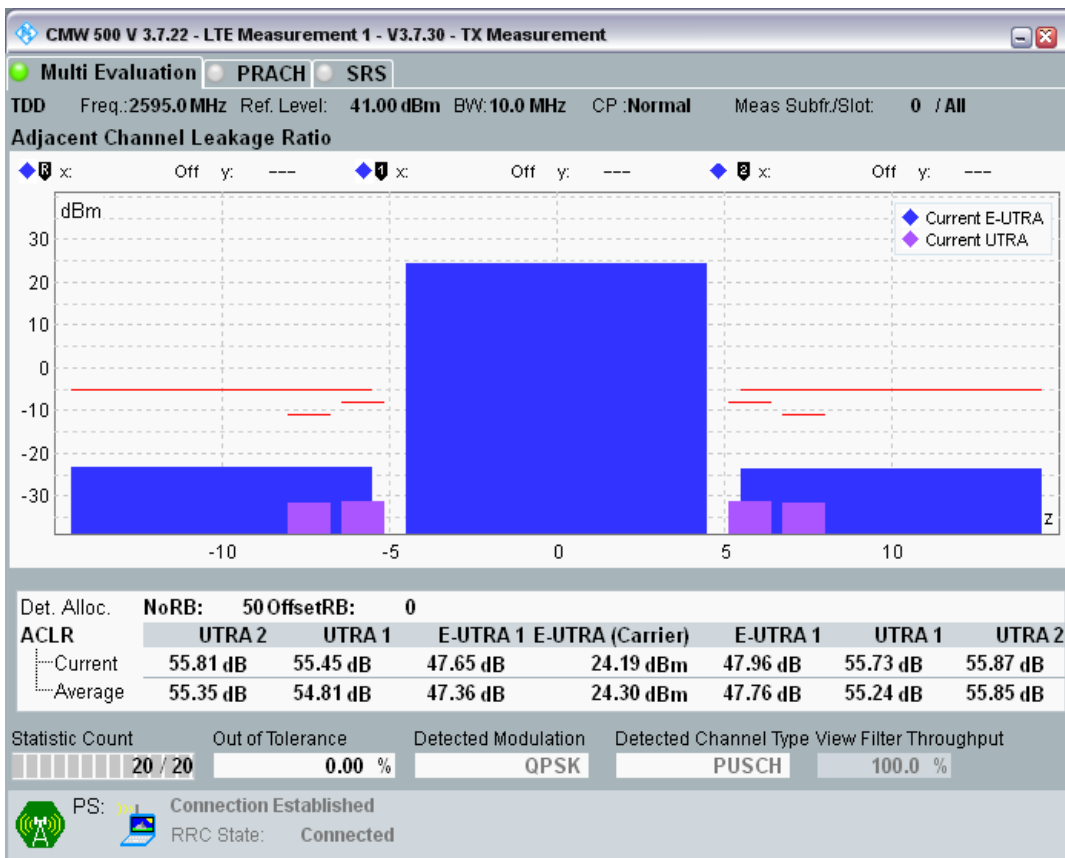 CMW 500 V 3.7.22 - LTE Measurement 1 - V3.7.30 - TX Measurement
Multi Evaluation PRACH SRS
TDD Freq.:2595.0 MHz Ref. Level: 41.00 dBm BW:10.0 MHz CP :Normal Meas Subfr./Slot: 0 / All
Adjacent Channel Leakage Ratio
R x: Off y: --- 1 x: Off y: --- 2 x: Off y: ---
dBm
Current E-UTRA
Current UTRA
30
20
10
0
-10
-20
-30
z
-10 -5 0 5 10
Det. Alloc. NoRB: 50 OffsetRB: 0
ACLR UTRA 2 UTRA 1 E-UTRA 1 E-UTRA (Carrier) E-UTRA 1 UTRA 1 UTRA 2
Current 55.81 dB 55.45 dB 47.65 dB 24.19 dBm 47.96 dB 55.73 dB 55.87 dB
Average 55.35 dB 54.81 dB 47.36 dB 24.30 dBm 47.76 dB 55.24 dB 55.85 dB
Statistic Count Out of Tolerance Detected Modulation Detected Channel Type View Filter Throughput
20 / 20 0.00 % QPSK PUSCH 100.0 %
PS: Connection Established
RRC State: Connected